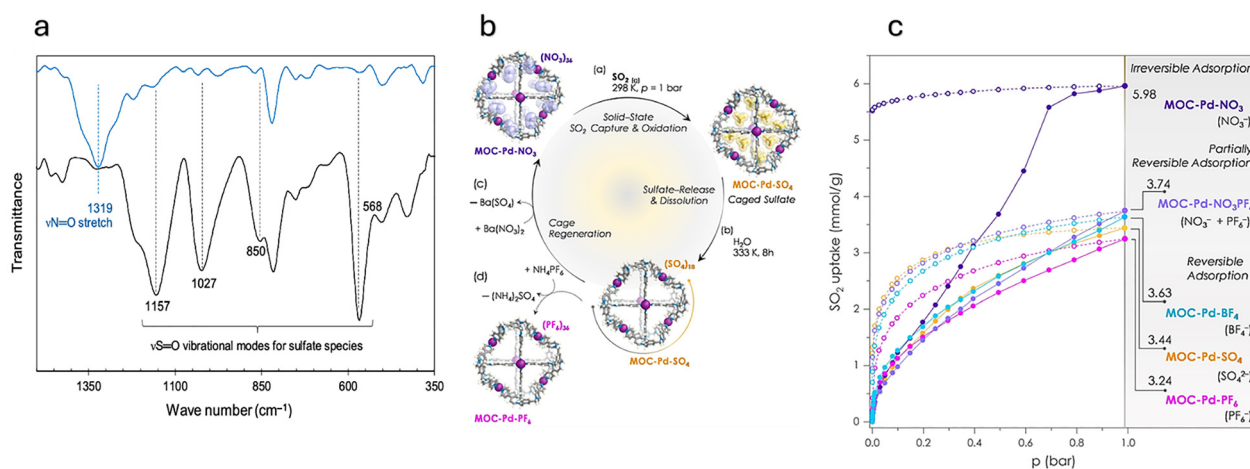 a
Transmittance
1319
νN=O stretch
1157
1027
850
568
νS=O vibrational modes for sulfate species
1350
1100
850
600
350
Wave number (cm⁻¹)
b
(NO₃)₃₆
MOC-Pd-NO₃
(a)
SO₂ (g)
298 K, p = 1 bar
Solid–State
SO₂ Capture & Oxidation
MOC-Pd-SO₄
Caged Sulfate
Sulfate–Release
& Dissolution
(b)
H₂O
333 K, 8h
(c)
– Ba(SO₄)
+ Ba(NO₃)₂
Cage
Regeneration
(d)
+ NH₄PF₆
– (NH₄)₂SO₄
(SO₄)₁₈
MOC-Pd-SO₄
(PF₆)₃₆
MOC-Pd-PF₆
c
SO₂ uptake (mmol/g)
6
5
4
3
2
1
0
0.0
0.2
0.4
0.6
0.8
1.0
p (bar)
Irreversible Adsorption
5.98
MOC-Pd-NO₃
(NO₃⁻)
Partially
Reversible Adsorption
3.74
MOC-Pd-NO₃PF₆
(NO₃⁻ + PF₆⁻)
Reversible
Adsorption
3.63
MOC-Pd-BF₄
(BF₄⁻)
3.44
MOC-Pd-SO₄
(SO₄²⁻)
3.24
MOC-Pd-PF₆
(PF₆⁻)